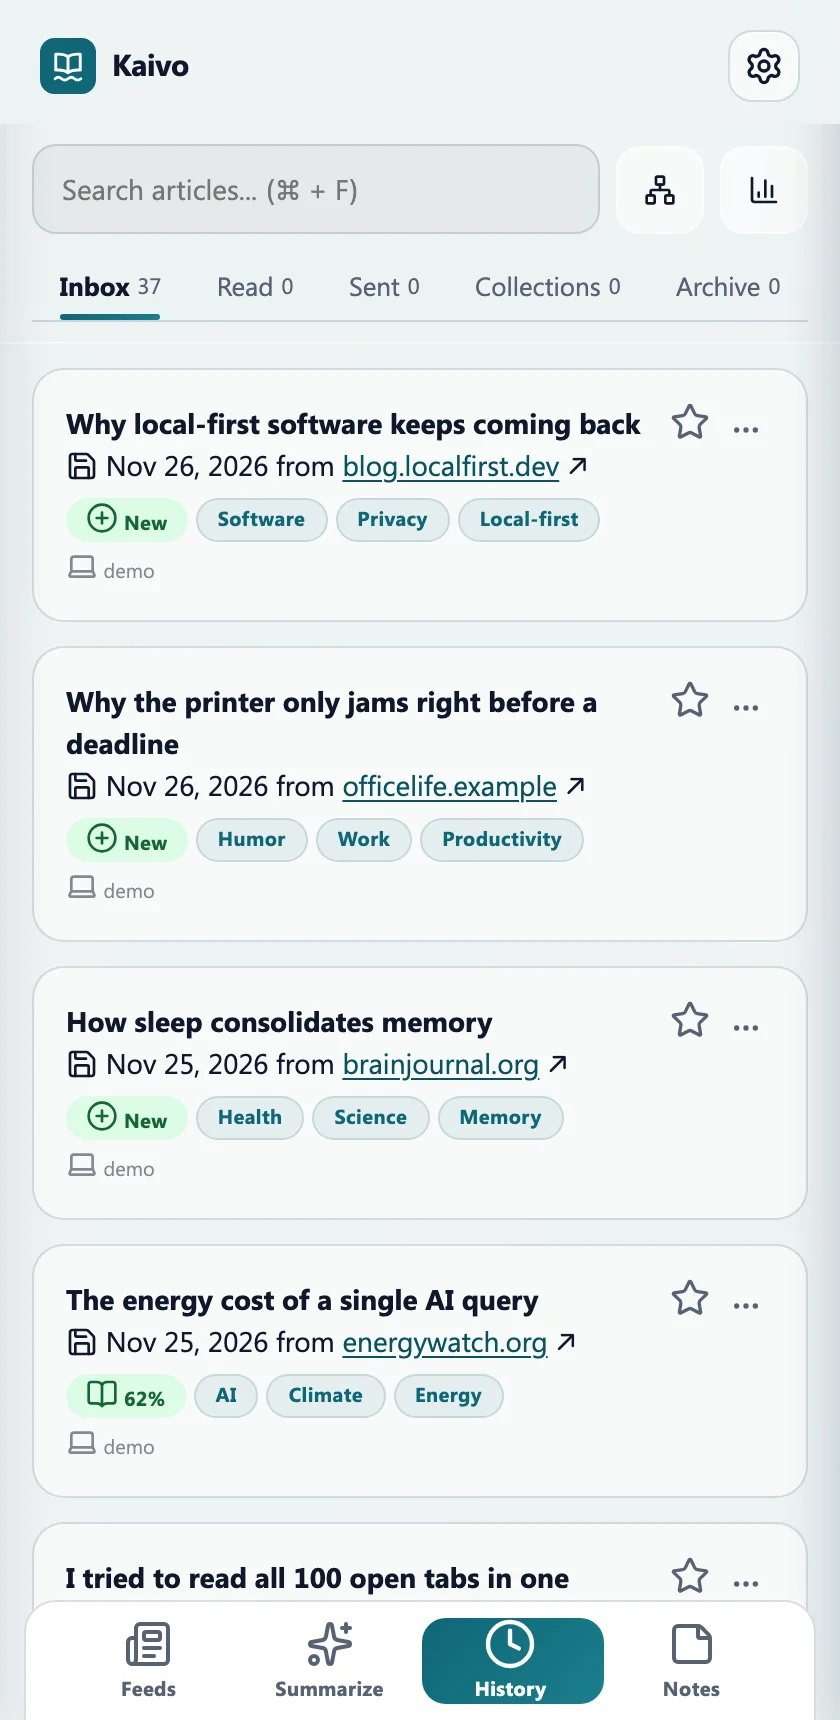 Kaivo
Search articles... (⌘ + F)
Inbox 37 Read 0 Sent 0 Collections 0 Archive 0
Why local-first software keeps coming back
Nov 26, 2026 from blog.localfirst.dev
New Software Privacy Local-first
demo
Why the printer only jams right before a
deadline
Nov 26, 2026 from officelife.example
New Humor Work Productivity
demo
How sleep consolidates memory
Nov 25, 2026 from brainjournal.org
New Health Science Memory
demo
The energy cost of a single AI query
Nov 25, 2026 from energywatch.org
62% AI Climate Energy
demo
I tried to read all 100 open tabs in one
Feeds Summarize History Notes